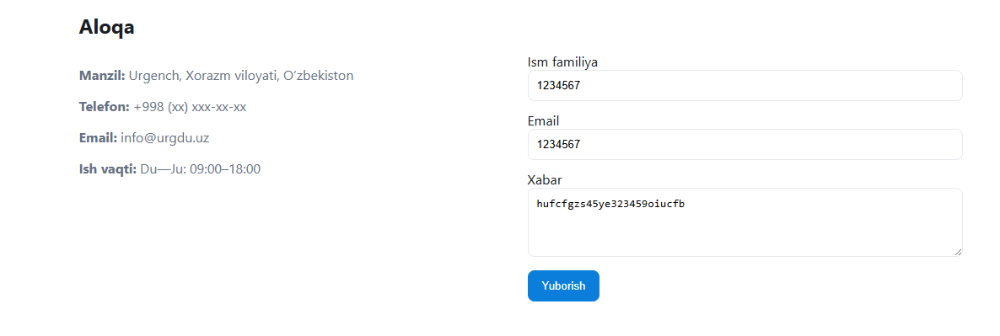 Aloqa
Manzil: Urgench, Xorazm viloyati, Oʻzbekiston
Telefon: +998 (xx) xxx-xx-xx
Email: info@urgdu.uz
Ish vaqti: Du—Ju: 09:00–18:00
Ism familiya
1234567
Email
1234567
Xabar
hufcfgzs45ye323459oiucfb
Yuborish